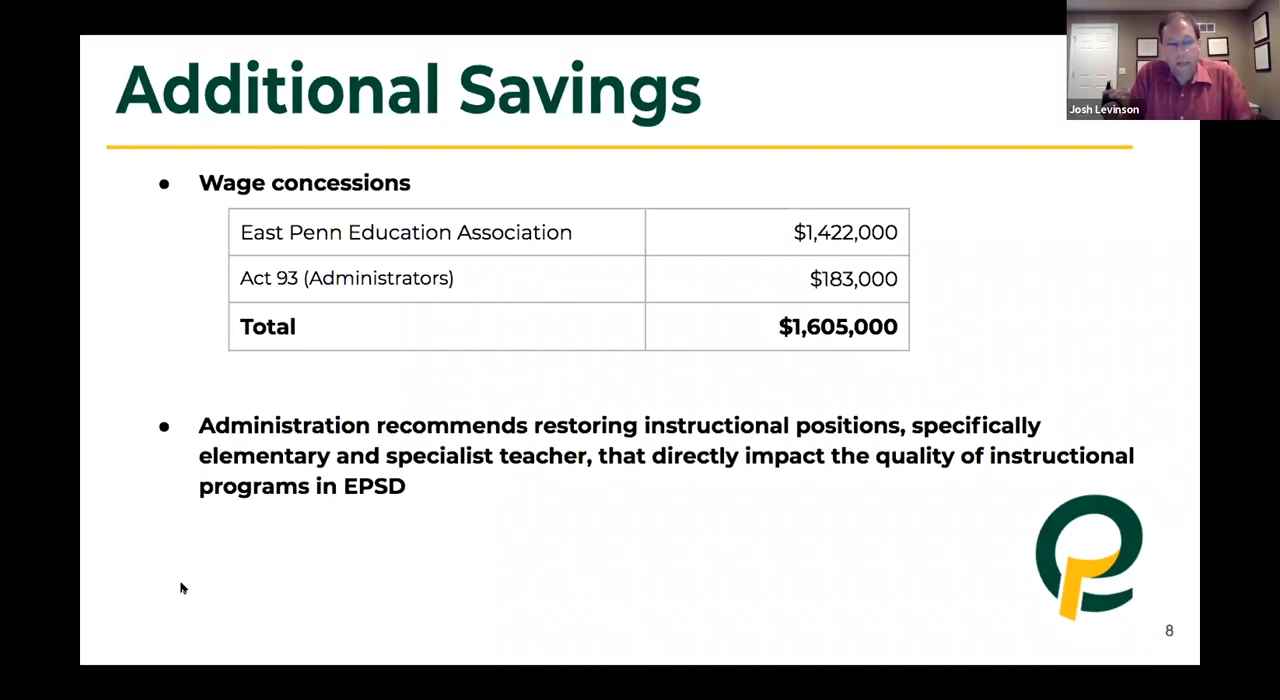 Additional Savings
Josh Levinson
● Wage concessions
East Penn Education Association $1,422,000
Act 93 (Administrators) $183,000
Total $1,605,000
● Administration recommends restoring instructional positions, specifically
elementary and specialist teacher, that directly impact the quality of instructional
programs in EPSD
8